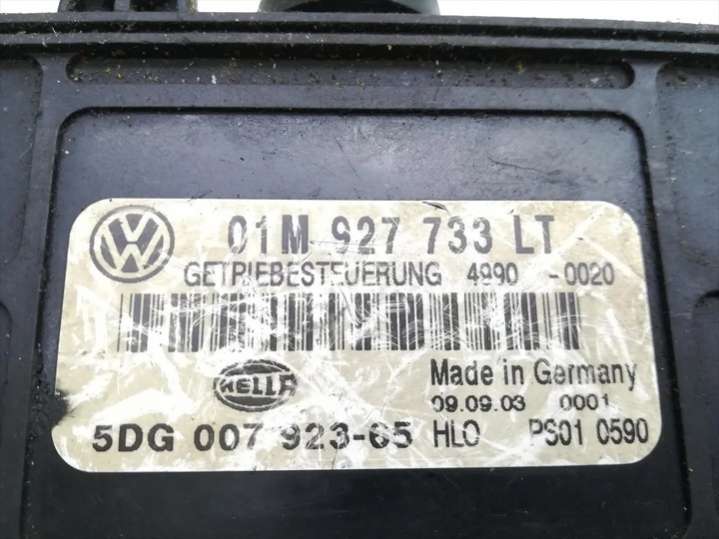 VW 01M 927 733 LT
GETRIEBESTEUERUNG 4990 -0020
HELLA Made in Germany
09.09.03 0001
5DG 007 923-65 HLO PS01 0590